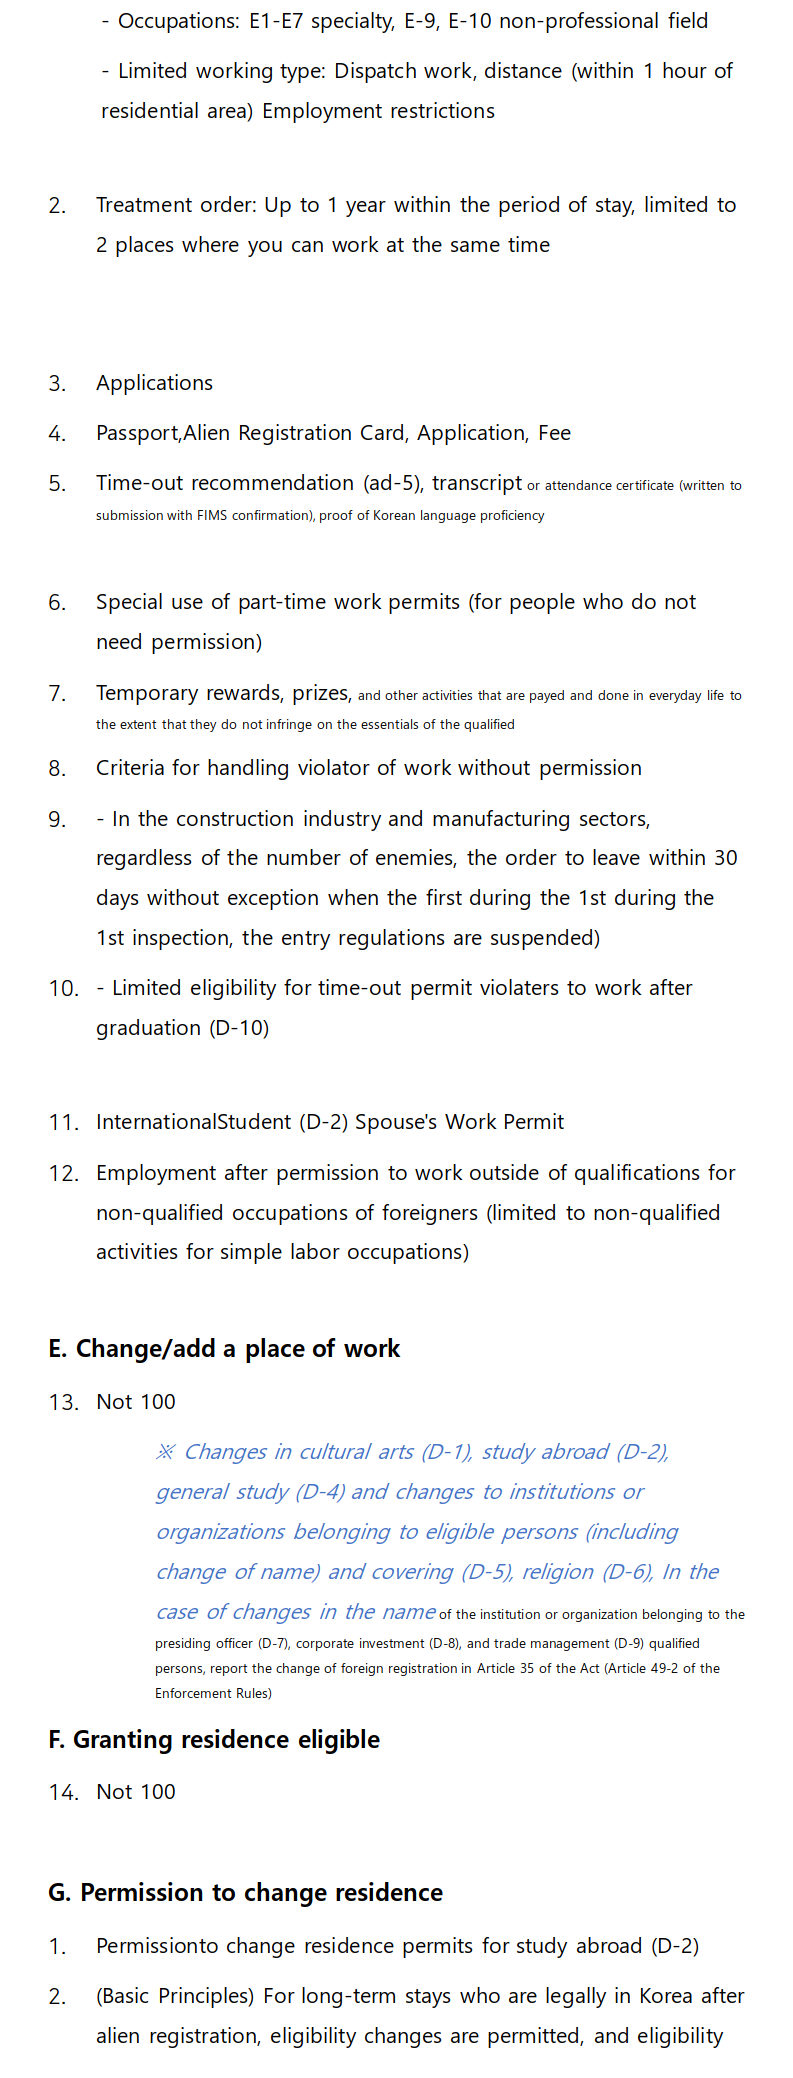 - Occupations: E1-E7 specialty, E-9, E-10 non-professional field
- Limited working type: Dispatch work, distance (within 1 hour of
residential area) Employment restrictions
2. Treatment order: Up to 1 year within the period of stay, limited to
2 places where you can work at the same time
3. Applications
4. Passport,Alien Registration Card, Application, Fee
5. Time-out recommendation (ad-5), transcript or attendance certificate (written to
submission with FIMS confirmation), proof of Korean language proficiency
6. Special use of part-time work permits (for people who do not
need permission)
7. Temporary rewards, prizes, and other activities that are payed and done in everyday life to
the extent that they do not infringe on the essentials of the qualified
8. Criteria for handling violator of work without permission
9. - In the construction industry and manufacturing sectors,
regardless of the number of enemies, the order to leave within 30
days without exception when the first during the 1st during the
1st inspection, the entry regulations are suspended)
10. - Limited eligibility for time-out permit violaters to work after
graduation (D-10)
11. InternationalStudent (D-2) Spouse's Work Permit
12. Employment after permission to work outside of qualifications for
non-qualified occupations of foreigners (limited to non-qualified
activities for simple labor occupations)
E. Change/add a place of work
13. Not 100
※ Changes in cultural arts (D-1), study abroad (D-2),
general study (D-4) and changes to institutions or
organizations belonging to eligible persons (including
change of name) and covering (D-5), religion (D-6), In the
case of changes in the name of the institution or organization belonging to the
presiding officer (D-7), corporate investment (D-8), and trade management (D-9) qualified
persons, report the change of foreign registration in Article 35 of the Act (Article 49-2 of the
Enforcement Rules)
F. Granting residence eligible
14. Not 100
G. Permission to change residence
1. Permissionto change residence permits for study abroad (D-2)
2. (Basic Principles) For long-term stays who are legally in Korea after
alien registration, eligibility changes are permitted, and eligibility